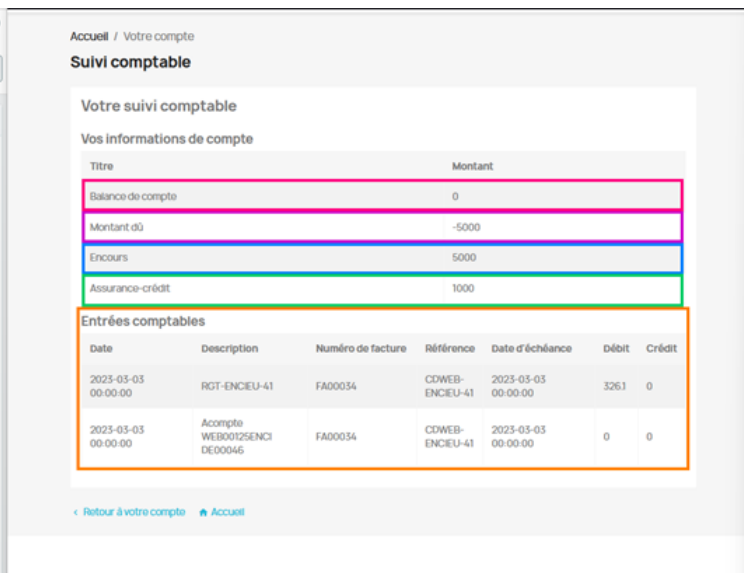 Accueil / Votre compte
Suivi comptable
Votre suivi comptable
Vos informations de compte
Titre Montant
Balance de compte 0
Montant dû -5000
Encours 5000
Assurance-crédit 1000
Entrées comptables
Date Description Numéro de facture Référence Date d'échéance Débit Crédit
2023-03-03 00:00:00 RGT-ENCIEU-41 FA00034 CDWEB-ENCIEU-41 2023-03-03 00:00:00 326.1 0
2023-03-03 00:00:00 Acompte WEB00125ENCI DE00046 FA00034 CDWEB-ENCIEU-41 2023-03-03 00:00:00 0 0
‹ Retour à votre compte Accueil